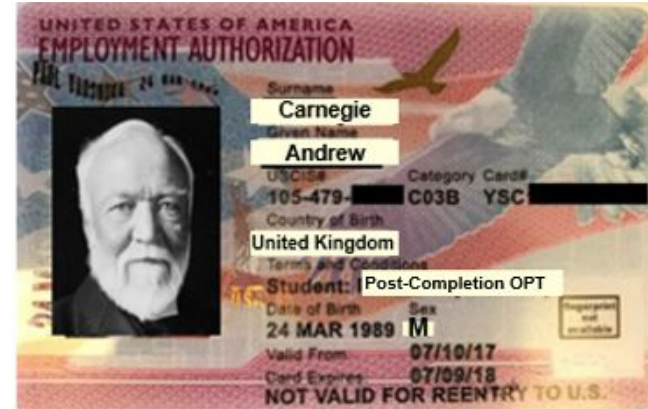 UNITED STATES OF AMERICA
EMPLOYMENT AUTHORIZATION
24
Surname
Carnegie
Given Name
Andrew
USCIS# Category Card#
105-479- C03B YSC
Country of Birth
United Kingdom
Terms and Conditions
Student: Post-Completion OPT
Date of Birth Sex
24 MAR 1989 M
Valid From: 07/10/17
Card Expires: 07/09/18
NOT VALID FOR REENTRY TO U.S.
fingerprint
not
available